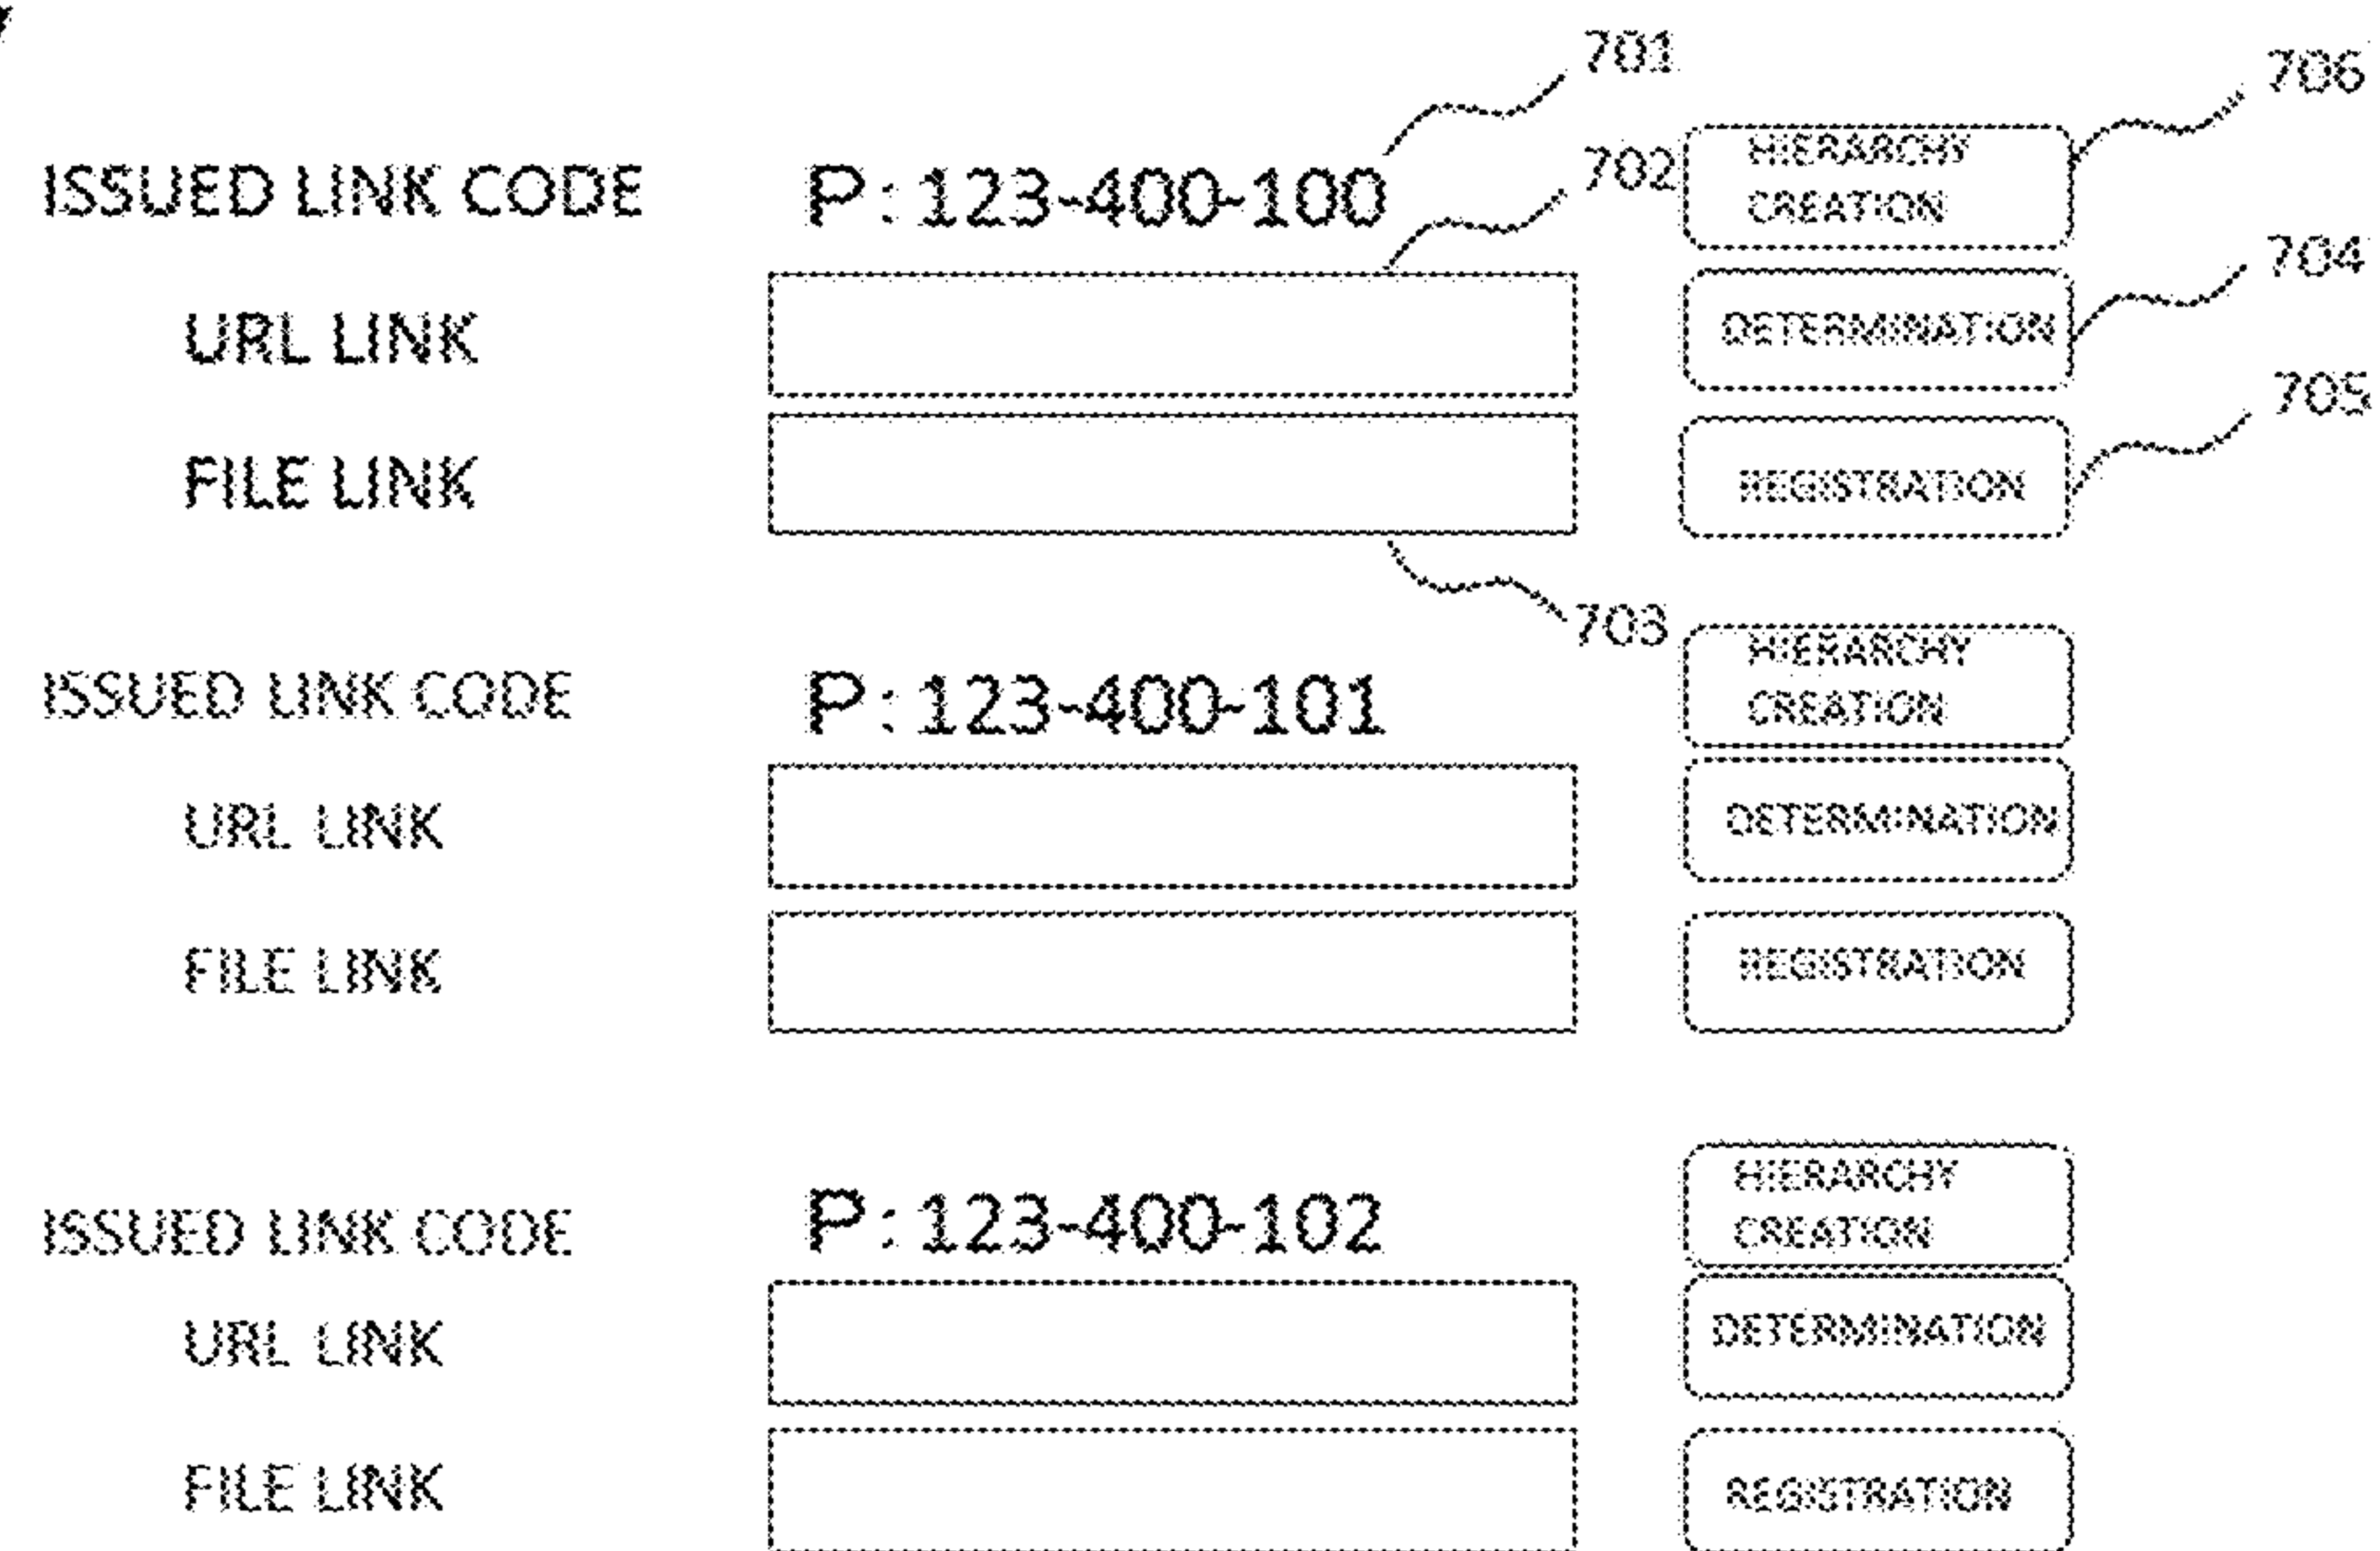 701
706
ISSUED LINK CODE P:123-400-100 702 HIERARCHY
CREATION
704
URL LINK DETERMINATION
705
FILE LINK REGISTRATION
703
HIERARCHY
ISSUED LINK CODE P:123-400-101 CREATION
URL LINK DETERMINATION
FILE LINK REGISTRATION
HIERARCHY
ISSUED LINK CODE P:123-400-102 CREATION
URL LINK DETERMINATION
FILE LINK REGISTRATION